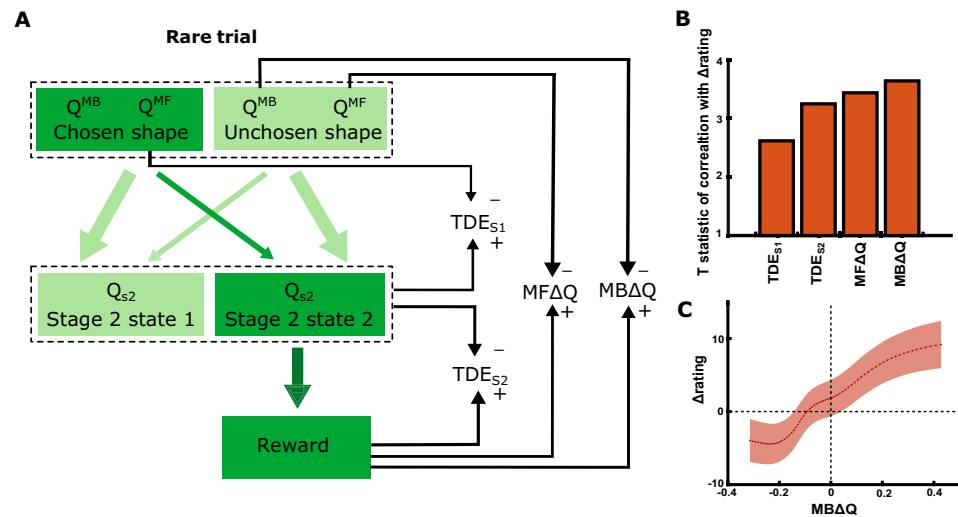 A
Rare trial
Q^MB Q^MF
Chosen shape
Q^MB Q^MF
Unchosen shape
−
TDE_S1
+
Q_s2
Stage 2 state 1
Q_s2
Stage 2 state 2
−
TDE_S2
+
−
MFΔQ
+
−
MBΔQ
+
Reward
B
T statistic of correaltion with Δrating
4
3
2
1
TDE_S1
TDE_S2
MFΔQ
MBΔQ
C
Δrating
10
0
-10
-0.4 -0.2 0 0.2 0.4
MBΔQ